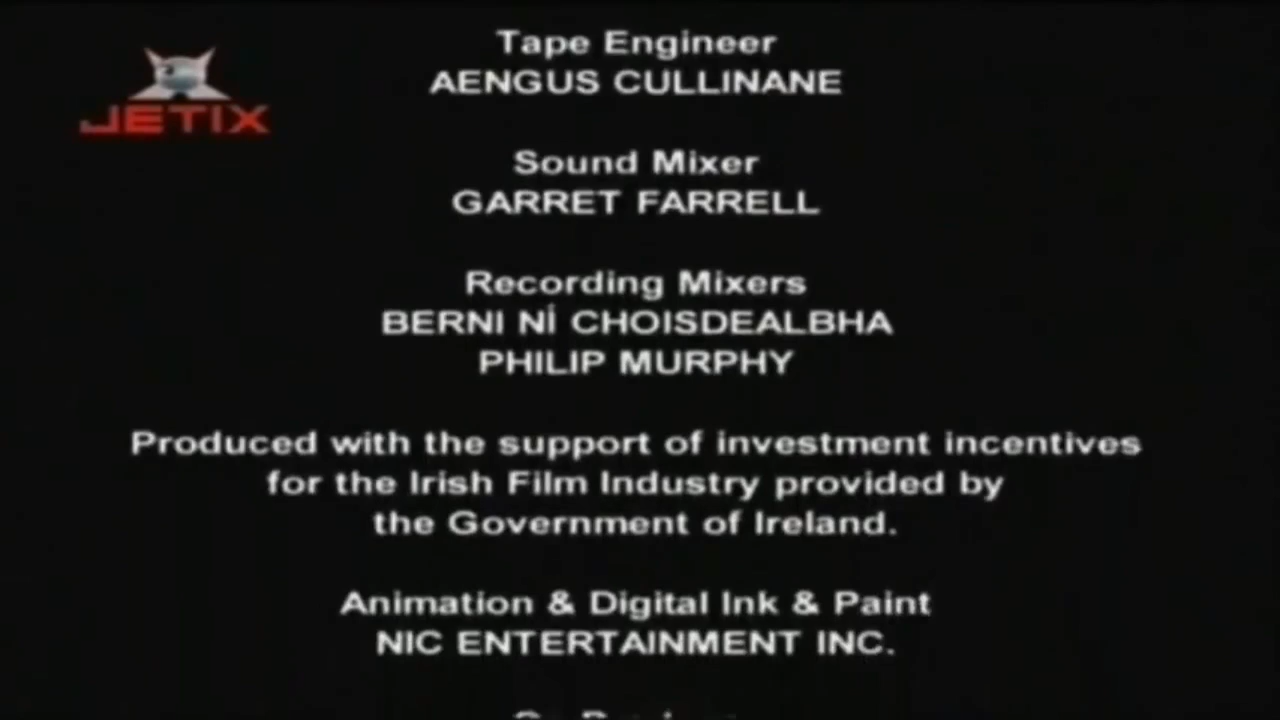 JETIX
Tape Engineer
AENGUS CULLINANE
Sound Mixer
GARRET FARRELL
Recording Mixers
BERNI NÍ CHOISDEALBHA
PHILIP MURPHY
Produced with the support of investment incentives
for the Irish Film Industry provided by
the Government of Ireland.
Animation & Digital Ink & Paint
NIC ENTERTAINMENT INC.